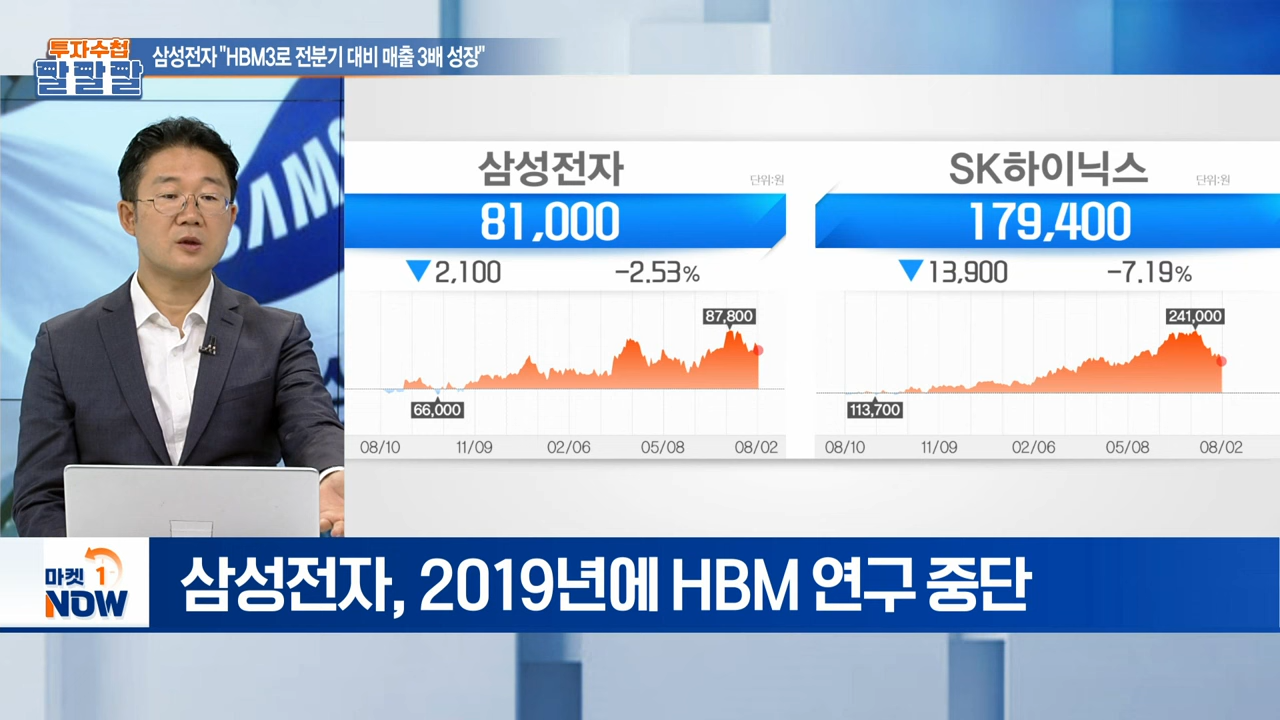 투자수첩
팔팔팔
삼성전자 "HBM3로 전분기 대비 매출 3배 성장"
SAMS
삼성전자
단위:원
81,000
▼2,100 -2.53%
87,800
66,000
08/10 11/09 02/06 05/08 08/02
SK하이닉스
단위:원
179,400
▼13,900 -7.19%
241,000
113,700
08/10 11/09 02/06 05/08 08/02
마켓 1
NOW
삼성전자, 2019년에 HBM 연구 중단